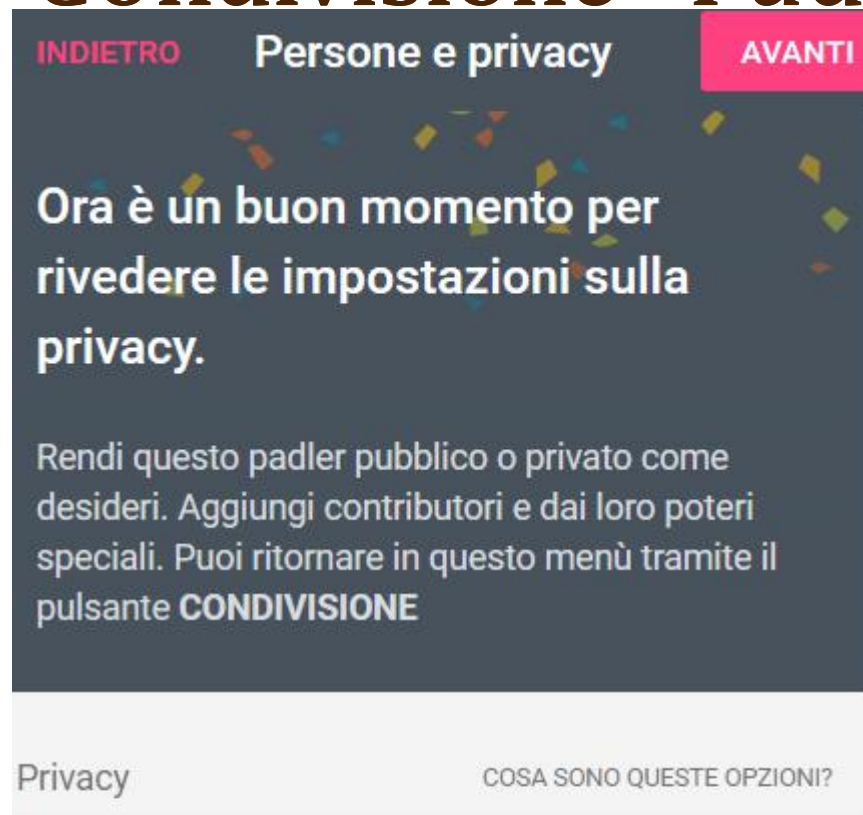 INDIETRO Persone e privacy AVANTI
Ora è un buon momento per
rivedere le impostazioni sulla
privacy.
Rendi questo padler pubblico o privato come
desideri. Aggiungi contributori e dai loro poteri
speciali. Puoi ritornare in questo menù tramite il
pulsante CONDIVISIONE
Privacy COSA SONO QUESTE OPZIONI?